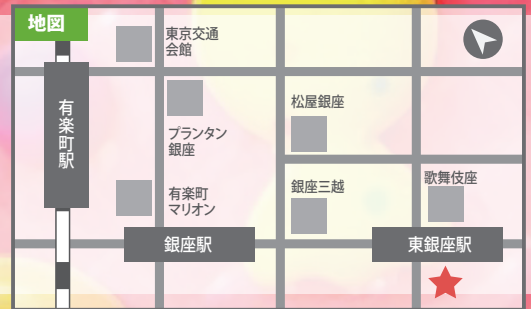 地図
東京交通
会館
有楽町駅
プランタン
銀座
松屋銀座
有楽町
マリオン
銀座三越
歌舞伎座
銀座駅
東銀座駅